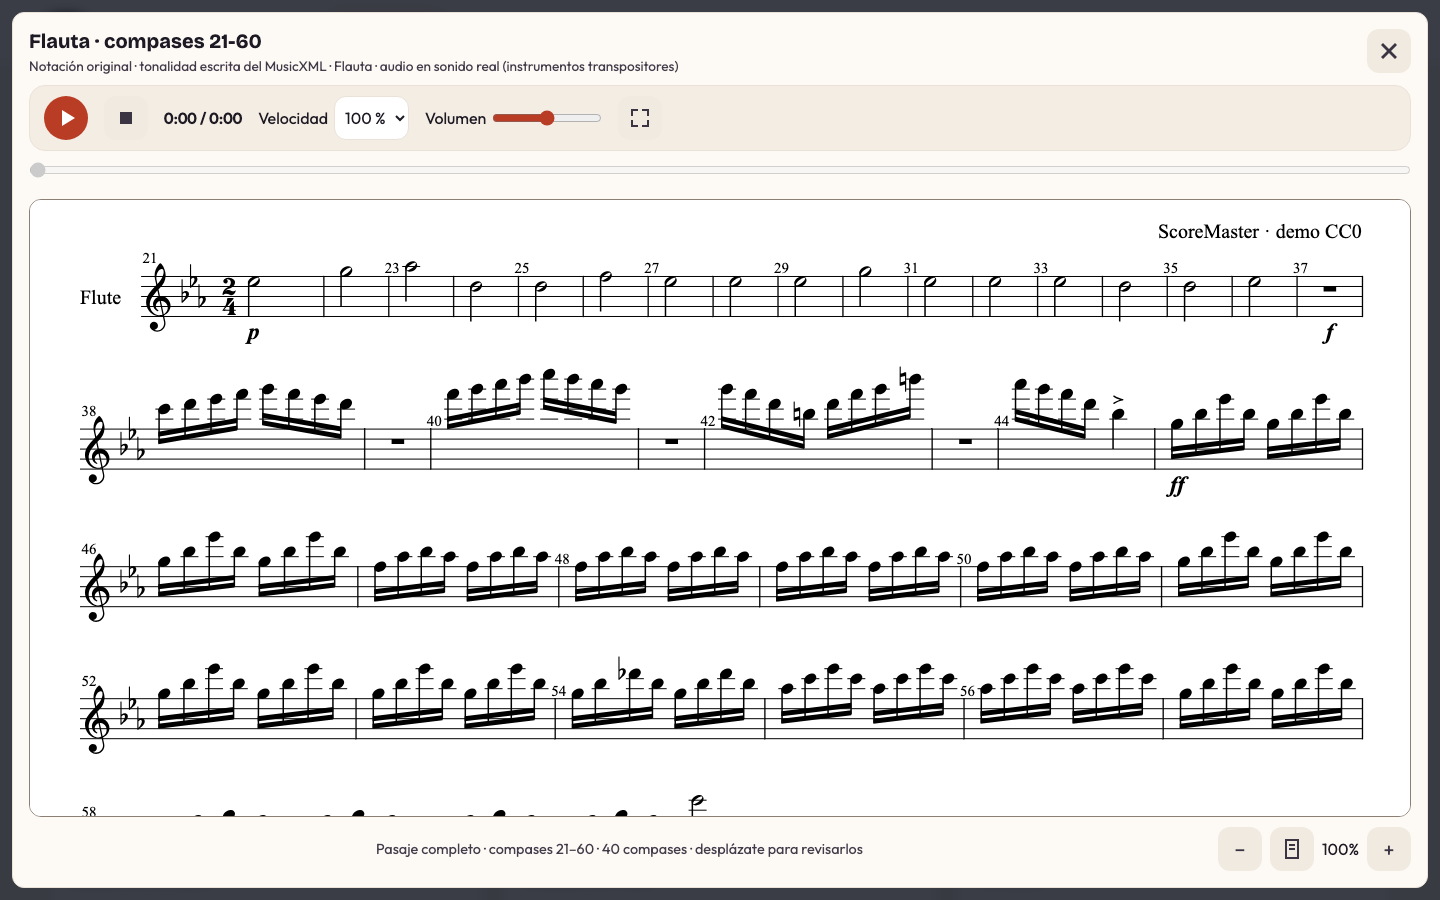 Flauta · compases 21-60
Notación original · tonalidad escrita del MusicXML · Flauta · audio en sonido real (instrumentos transpositores)
0:00 / 0:00 Velocidad 100 % Volumen
ScoreMaster · demo CC0
21 23 25 27 29 31 33 35 37
Flute
2
4
p f
38 40 42 44
ff
46 48 50
52 54 56
58
Pasaje completo · compases 21–60 · 40 compases · desplázate para revisarlos
− 100% +